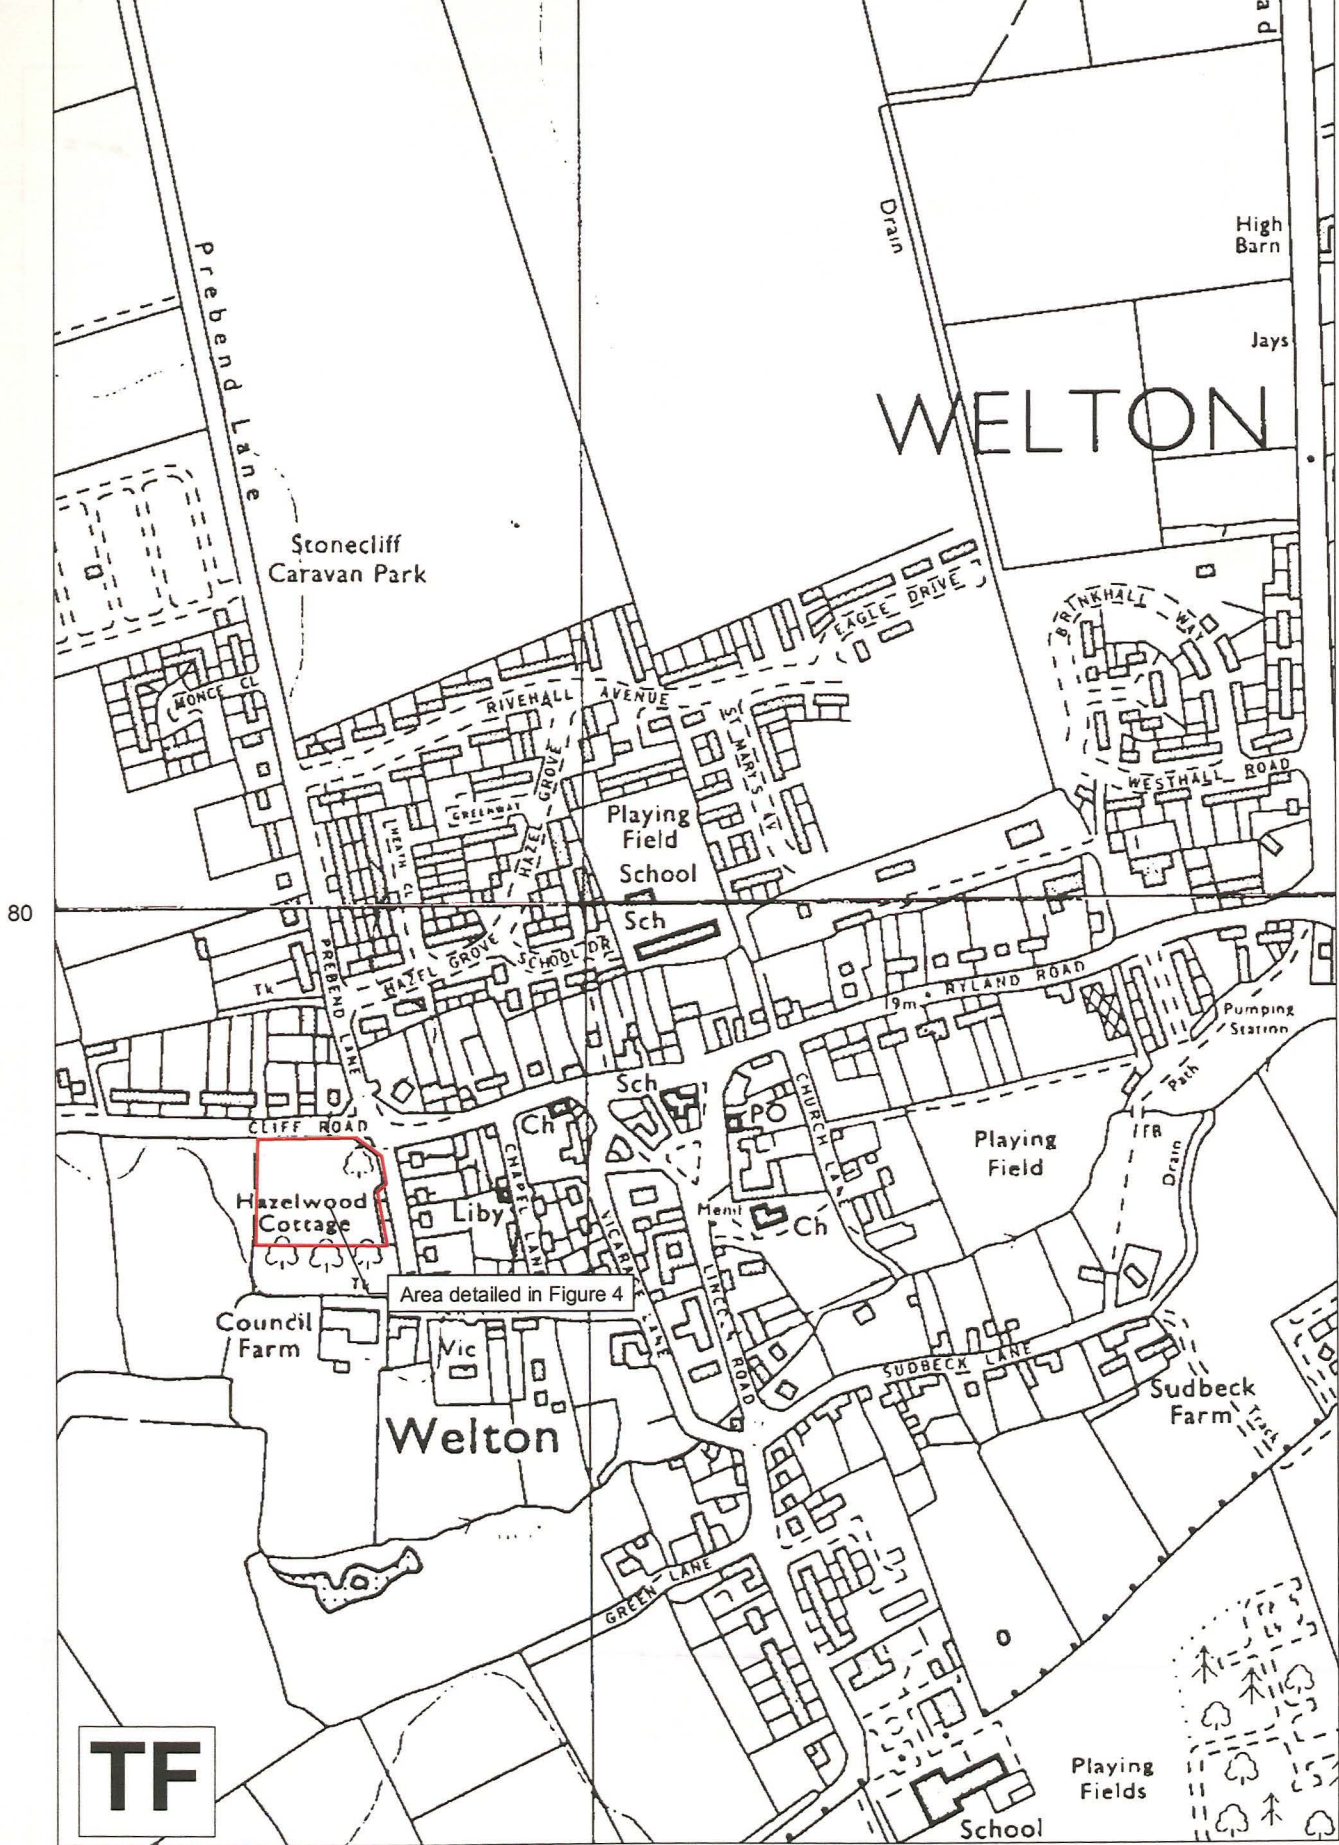 Prebend Lane
Drain
High
Barn
Jays
WELTON
Stonecliff
Caravan Park
EAGLE DRIVE
BRINKHALL WAY
MONCE CL
RIVEHALL AVENUE
ST MARY'S AV
WESTHALL ROAD
HAZEL GROVE
GREENWAY
HEATH CL
Playing
Field
School
80
Sch
HAZEL GROVE
SCHOOL DR
PREBEND LANE
Tk
RYLAND ROAD
19m
Pumping
Station
Path
Sch
Ch
PO
CHURCH LANE
CLIFF ROAD
Playing
Field
FB
Drain
Hazelwood
Cottage
CHAPEL LANE
Liby
VICARAGE LANE
Meml
Ch
LINCOLN ROAD
Tk
Area detailed in Figure 4
Council
Farm
Vic
SUDBECK LANE
Sudbeck
Farm
Track
Welton
GREEN LANE
TF
Playing
Fields
School